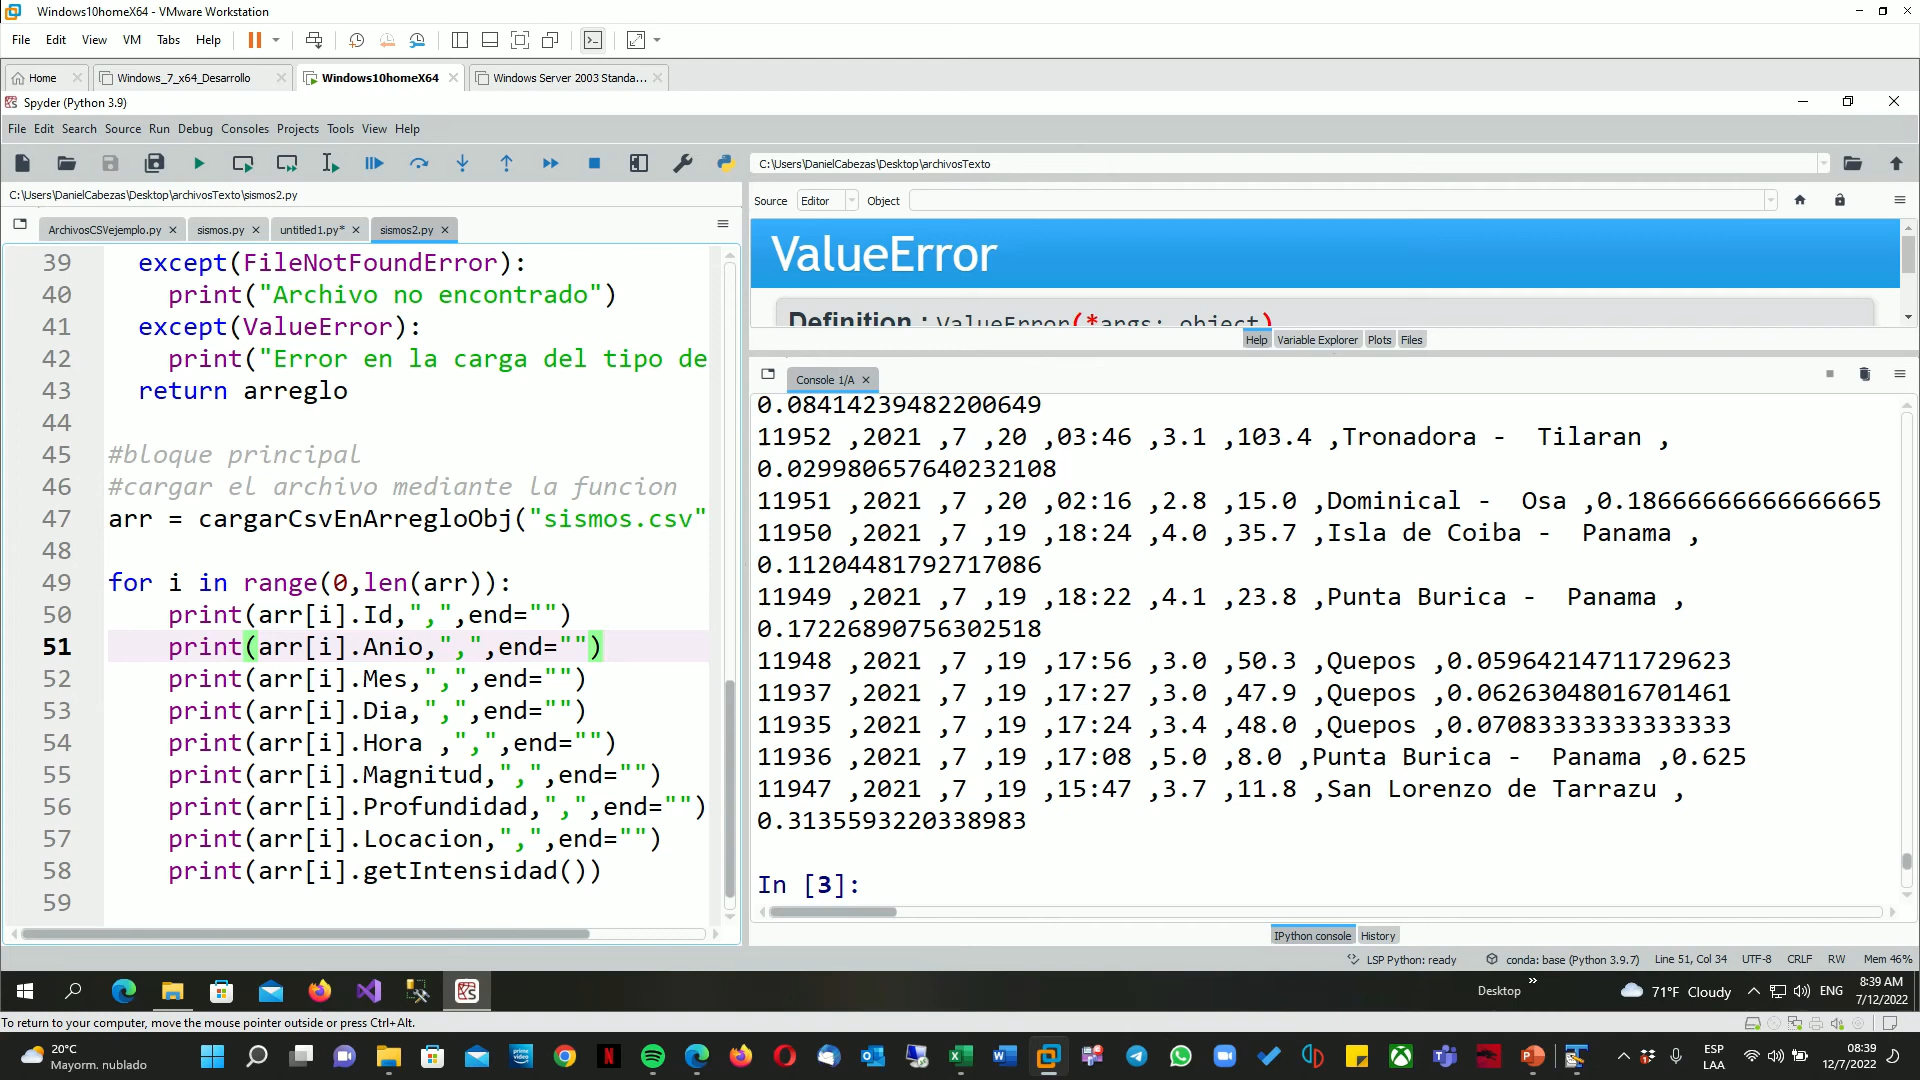 Windows10homeX64 - VMware Workstation
File Edit View VM Tabs Help
Home Windows_7_x64_Desarrollo Windows10homeX64 Windows Server 2003 Standa...
Spyder (Python 3.9)
File Edit Search Source Run Debug Consoles Projects Tools View Help
C:\Users\DanielCabezas\Desktop\archivosTexto
C:\Users\DanielCabezas\Desktop\archivosTexto\sismos2.py
ArchivosCSVejemplo.py sismos.py untitled1.py* sismos2.py
39 except(FileNotFoundError):
40 print("Archivo no encontrado")
41 except(ValueError):
42 print("Error en la carga del tipo de
43 return arreglo
44
45 #bloque principal
46 #cargar el archivo mediante la funcion
47 arr = cargarCsvEnArregloObj("sismos.csv"
48
49 for i in range(0,len(arr)):
50 print(arr[i].Id,",",end="")
51 print(arr[i].Anio,",",end="")
52 print(arr[i].Mes,",",end="")
53 print(arr[i].Dia,",",end="")
54 print(arr[i].Hora ,",",end="")
55 print(arr[i].Magnitud,",",end="")
56 print(arr[i].Profundidad,",",end="")
57 print(arr[i].Locacion,",",end="")
58 print(arr[i].getIntensidad())
59
Source Editor Object
ValueError
Definition : ValueError(*args: object)
Help Variable Explorer Plots Files
Console 1/A
0.08414239482200649
11952 ,2021 ,7 ,20 ,03:46 ,3.1 ,103.4 ,Tronadora -  Tilaran ,
0.029980657640232108
11951 ,2021 ,7 ,20 ,02:16 ,2.8 ,15.0 ,Dominical -  Osa ,0.18666666666666665
11950 ,2021 ,7 ,19 ,18:24 ,4.0 ,35.7 ,Isla de Coiba -  Panama ,
0.11204481792717086
11949 ,2021 ,7 ,19 ,18:22 ,4.1 ,23.8 ,Punta Burica -  Panama ,
0.17226890756302518
11948 ,2021 ,7 ,19 ,17:56 ,3.0 ,50.3 ,Quepos ,0.05964214711729623
11937 ,2021 ,7 ,19 ,17:27 ,3.0 ,47.9 ,Quepos ,0.06263048016701461
11935 ,2021 ,7 ,19 ,17:24 ,3.4 ,48.0 ,Quepos ,0.07083333333333333
11936 ,2021 ,7 ,19 ,17:08 ,5.0 ,8.0 ,Punta Burica -  Panama ,0.625
11947 ,2021 ,7 ,19 ,15:47 ,3.7 ,11.8 ,San Lorenzo de Tarrazu ,
0.3135593220338983
In [3]:
IPython console History
LSP Python: ready conda: base (Python 3.9.7) Line 51, Col 34 UTF-8 CRLF RW Mem 46%
Desktop » 71°F Cloudy ENG 8:39 AM
7/12/2022
To return to your computer, move the mouse pointer outside or press Ctrl+Alt.
20°C
Mayorm. nublado
ESP
LAA
08:39
12/7/2022